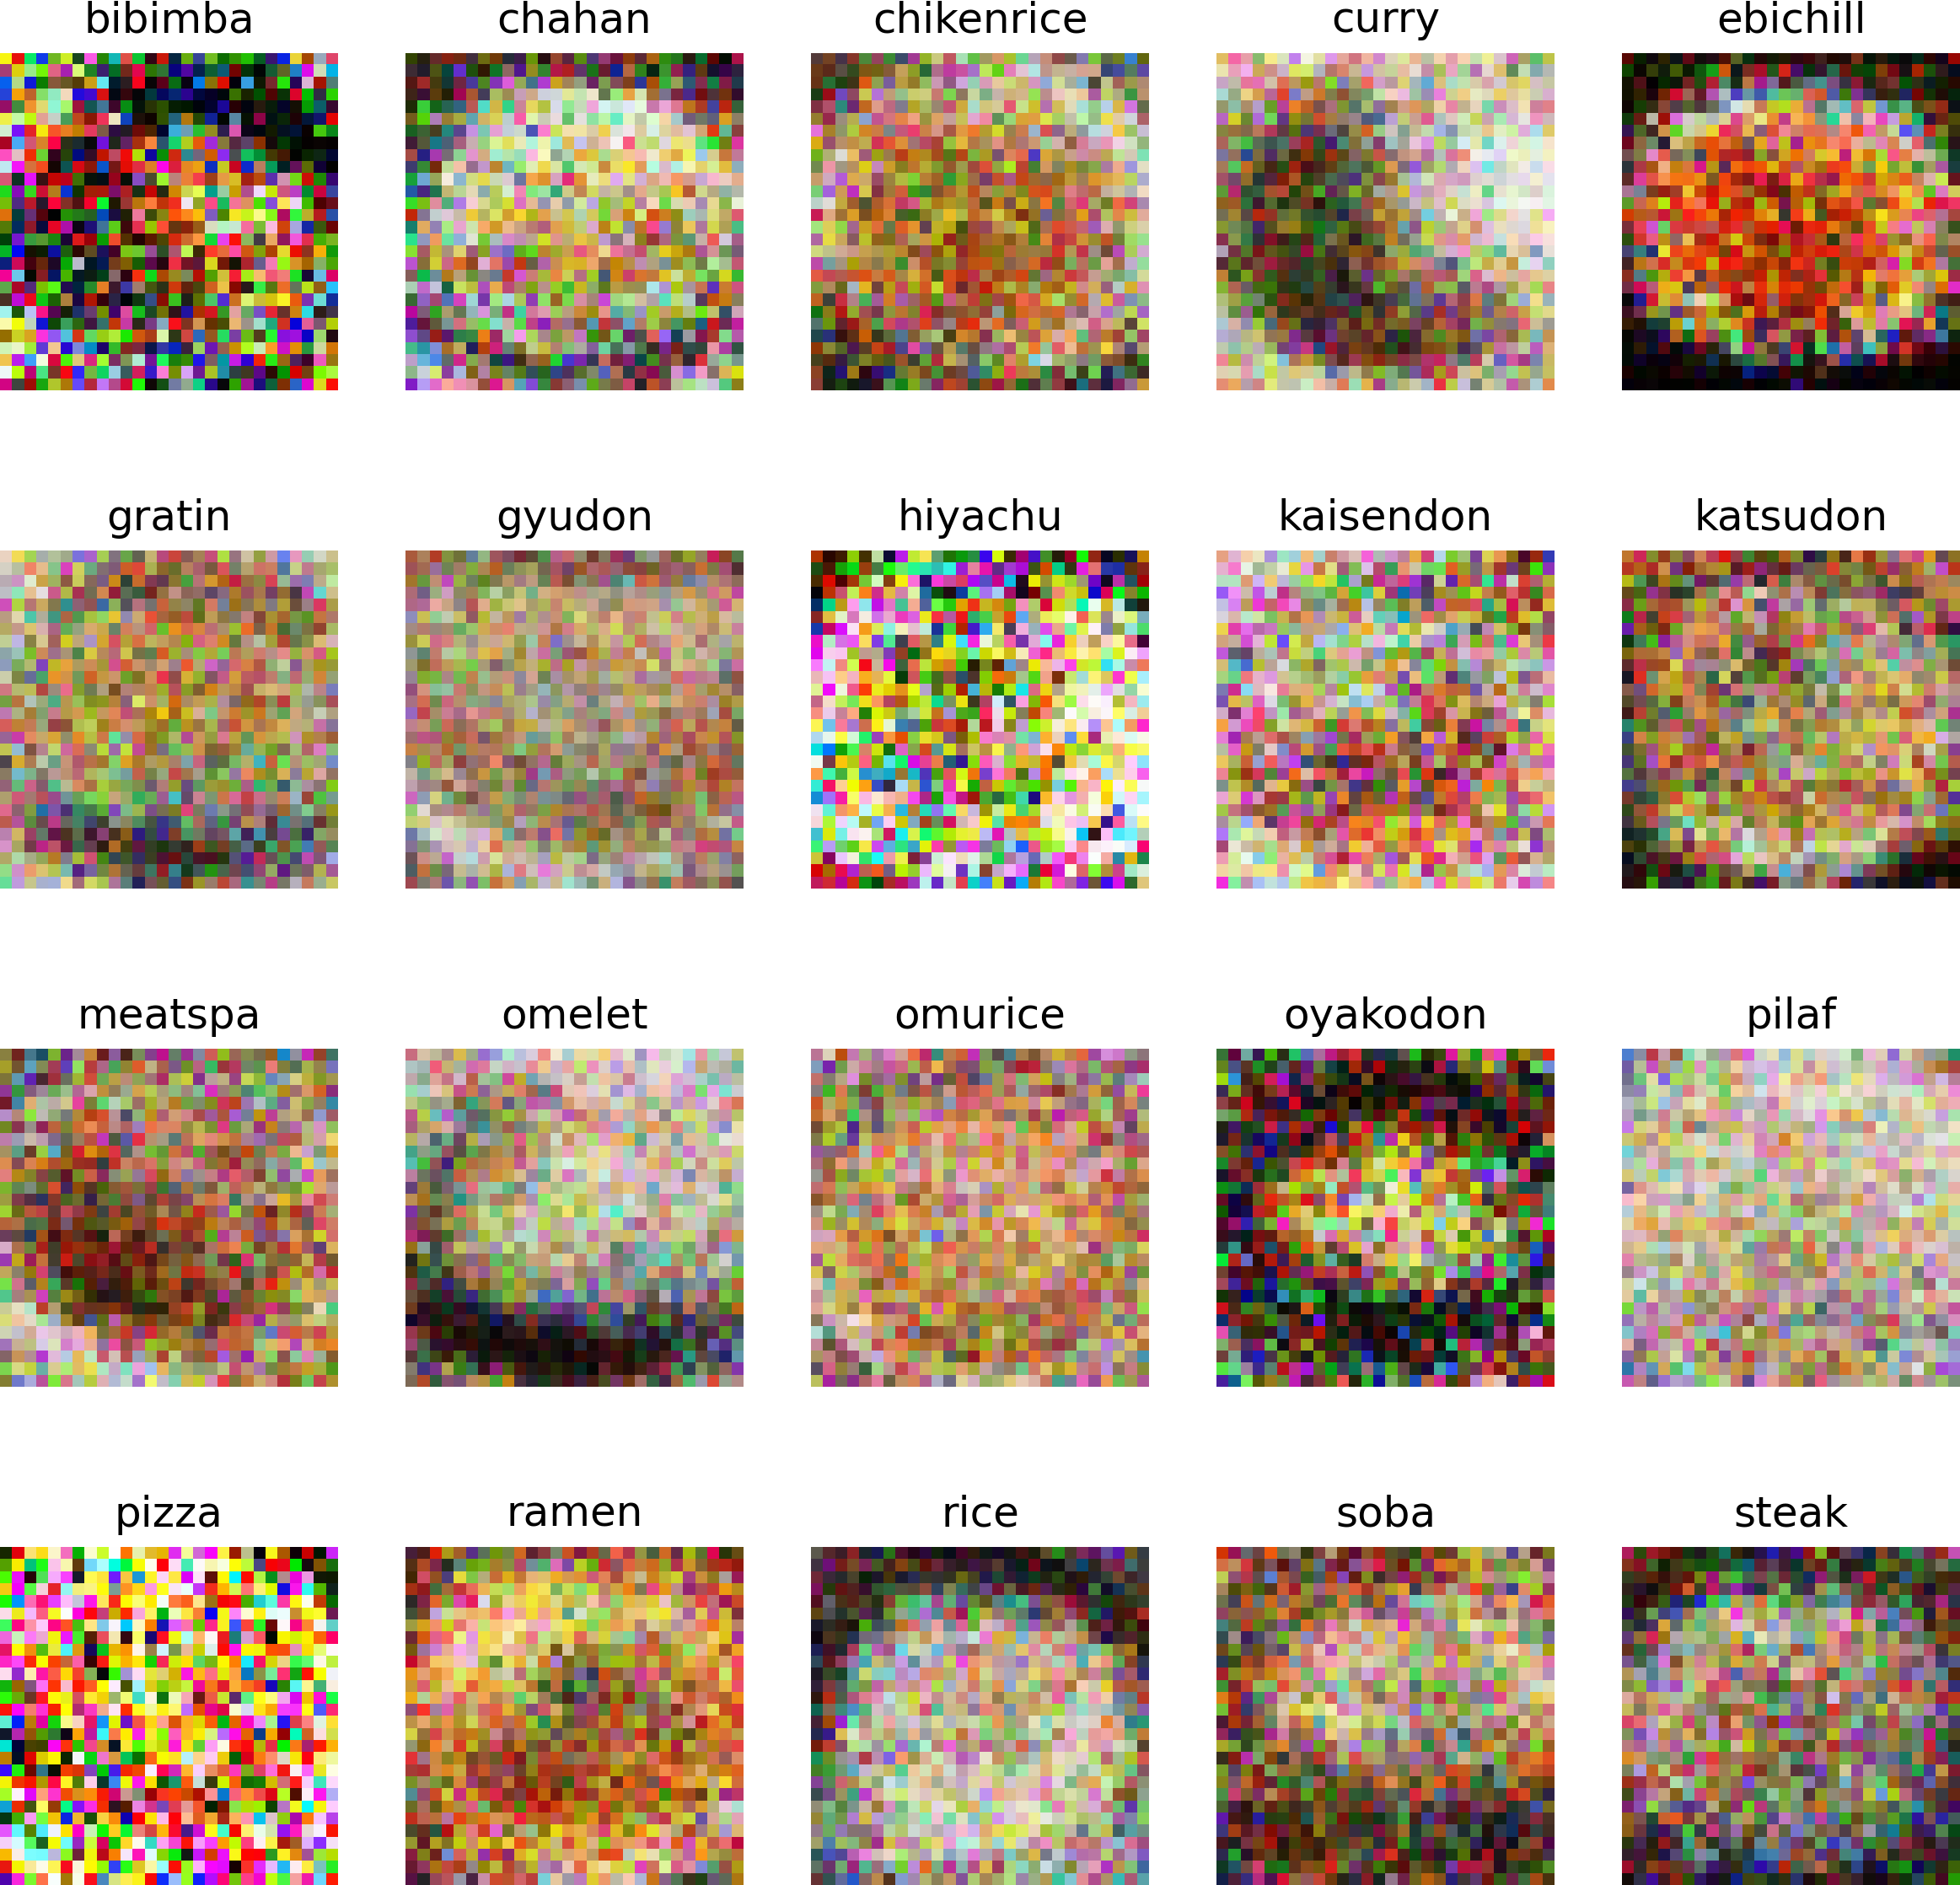 bibimba chahan chikenrice curry ebichill
gratin gyudon hiyachu kaisendon katsudon
meatspa omelet omurice oyakodon pilaf
pizza ramen rice soba steak